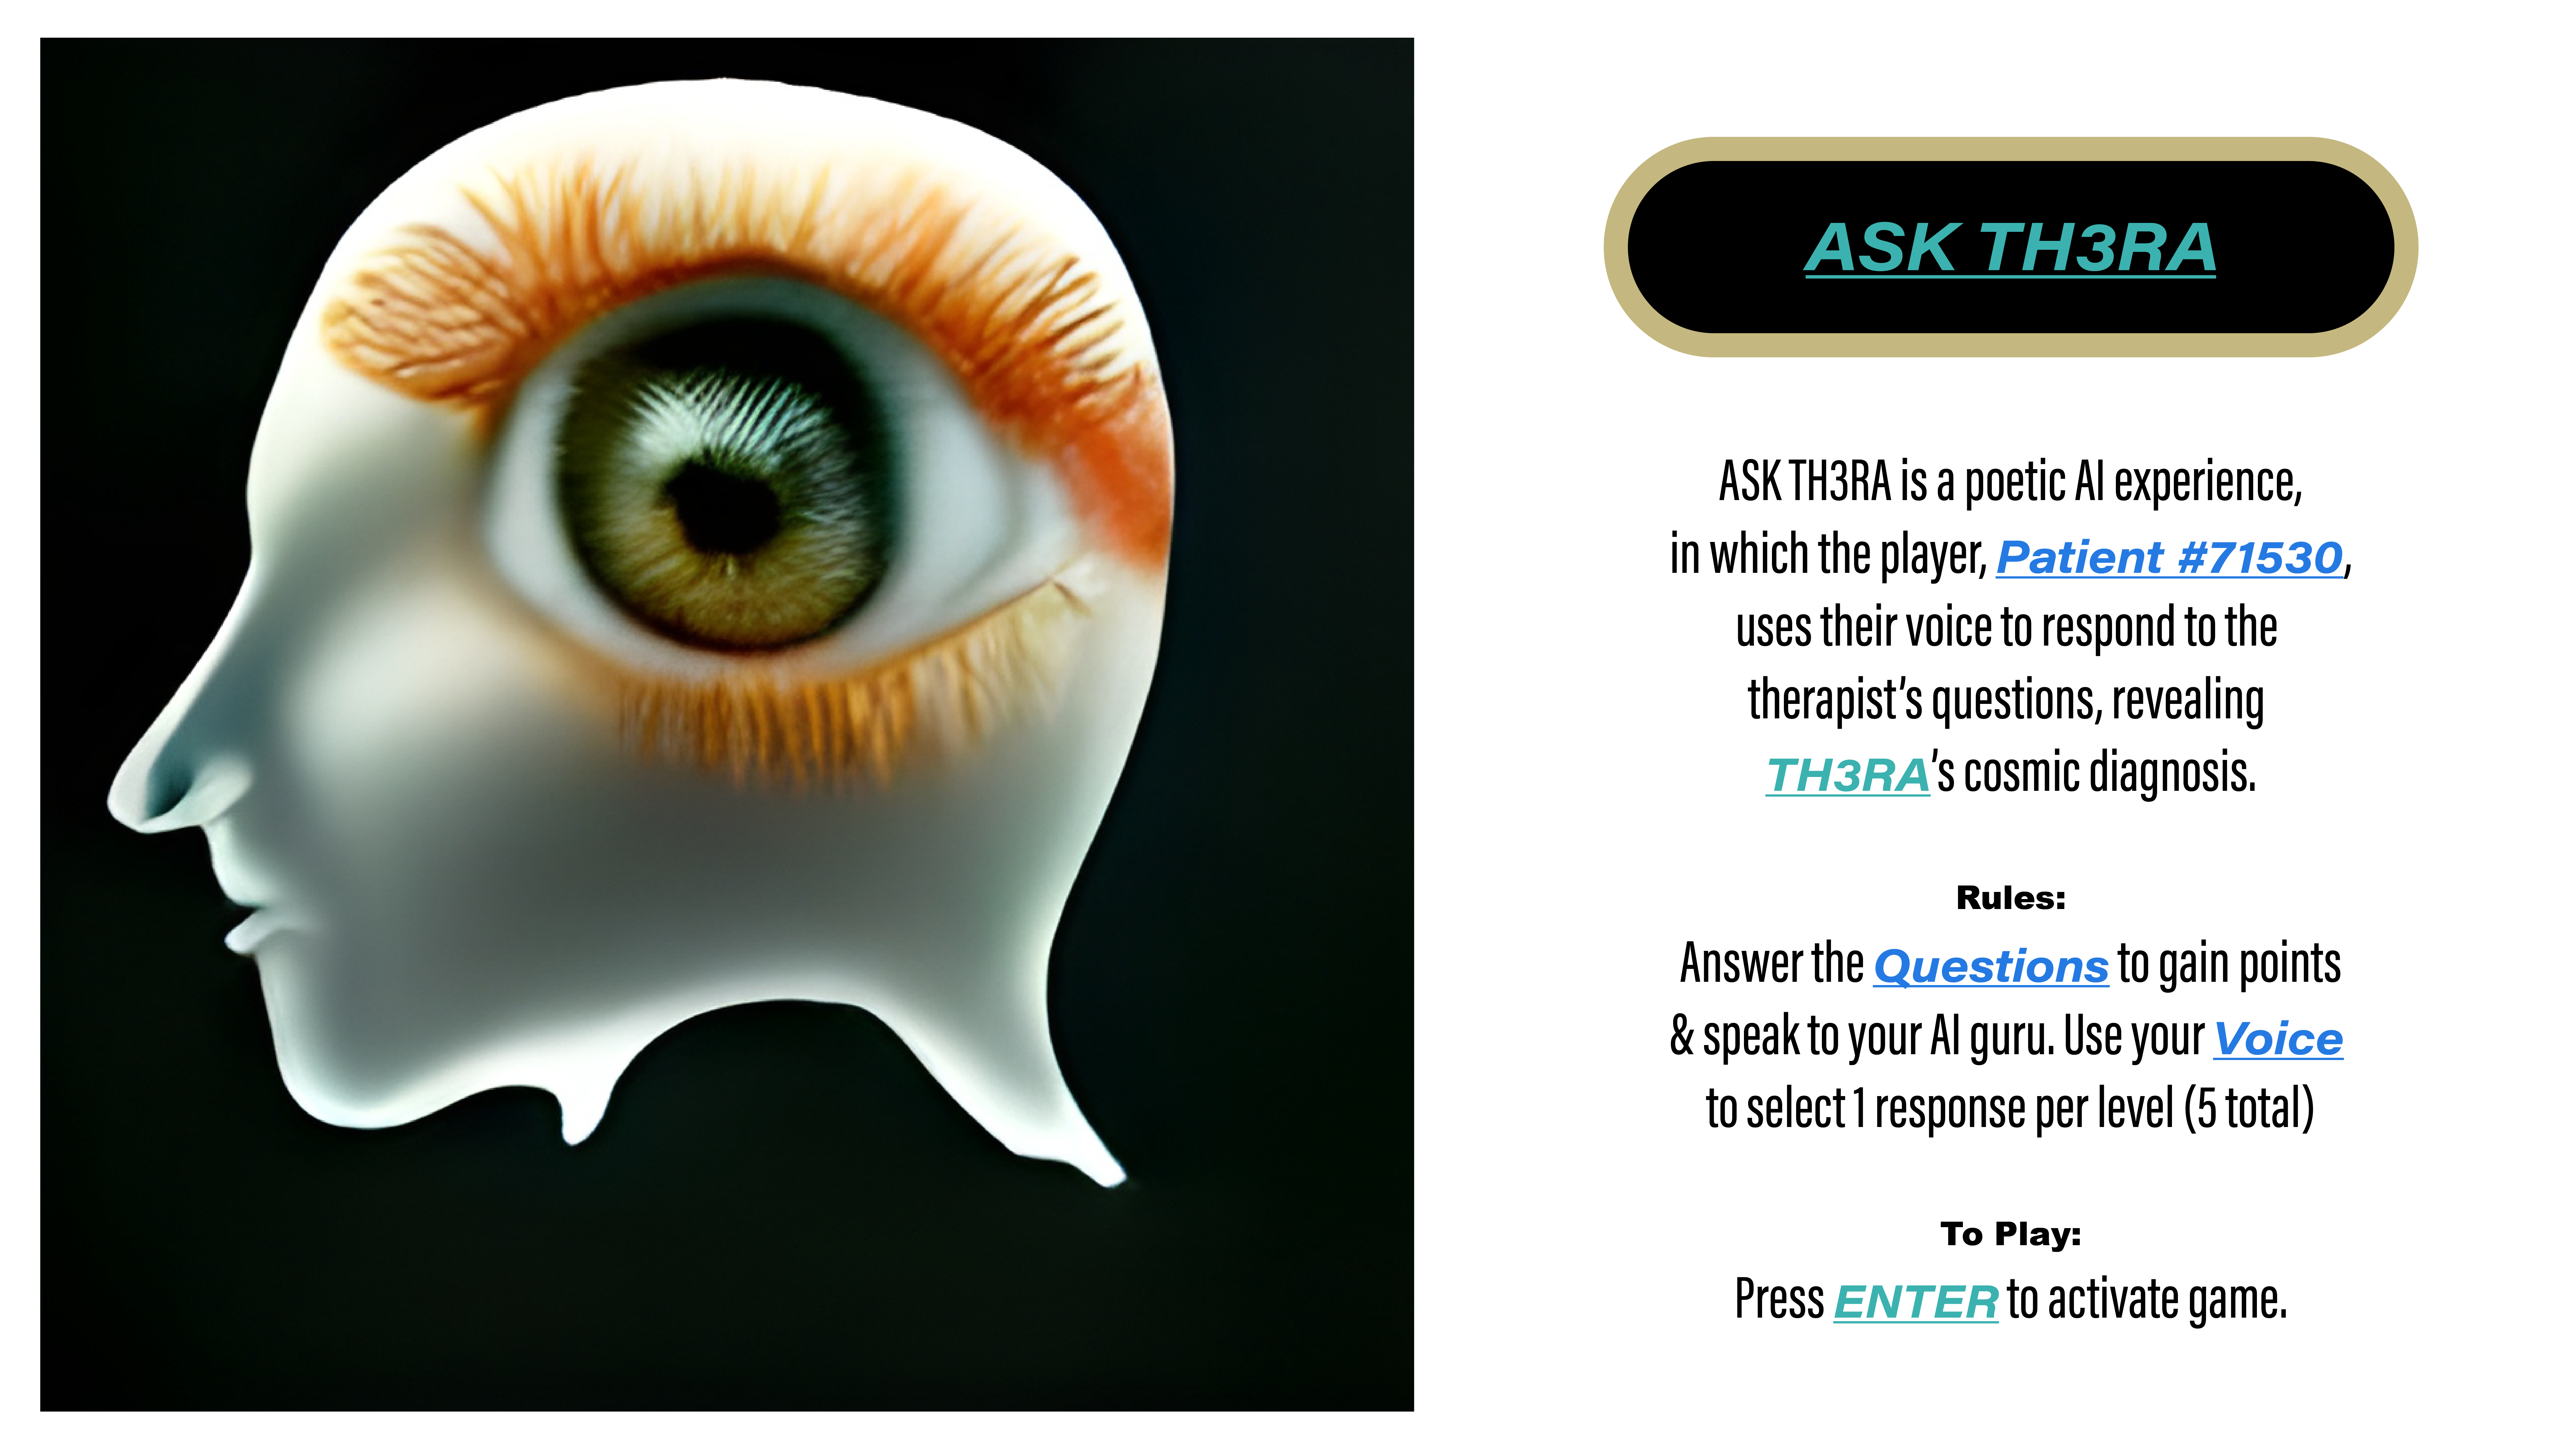 ASK TH3RA
ASK TH3RA is a poetic AI experience,
in which the player, Patient #71530,
uses their voice to respond to the
therapist's questions, revealing
TH3RA's cosmic diagnosis.
Rules:
Answer the Questions to gain points
& speak to your AI guru. Use your Voice
to select 1 response per level (5 total)
To Play:
Press ENTER to activate game.